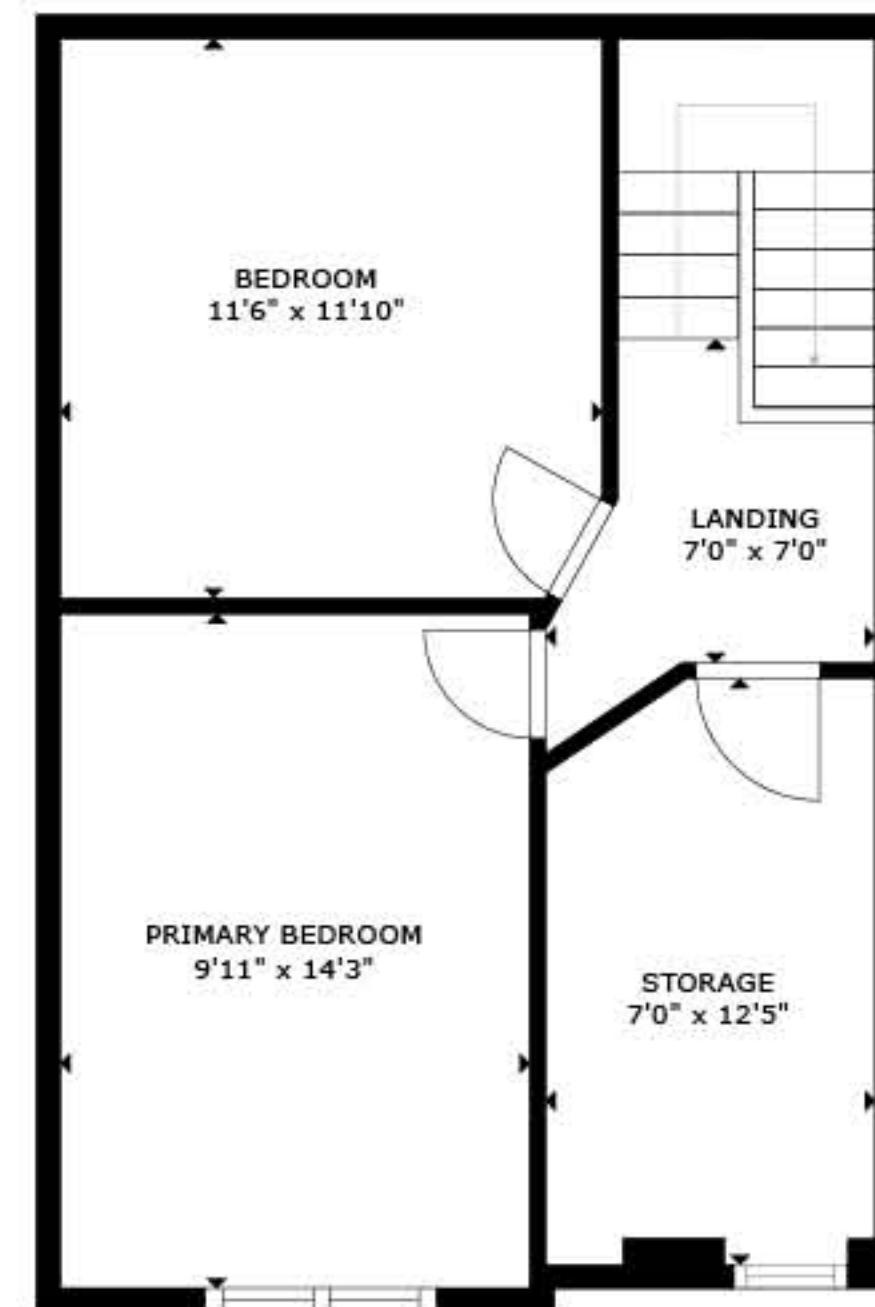 BEDROOM
11'6" x 11'10"
LANDING
7'0" x 7'0"
PRIMARY BEDROOM
9'11" x 14'3"
STORAGE
7'0" x 12'5"